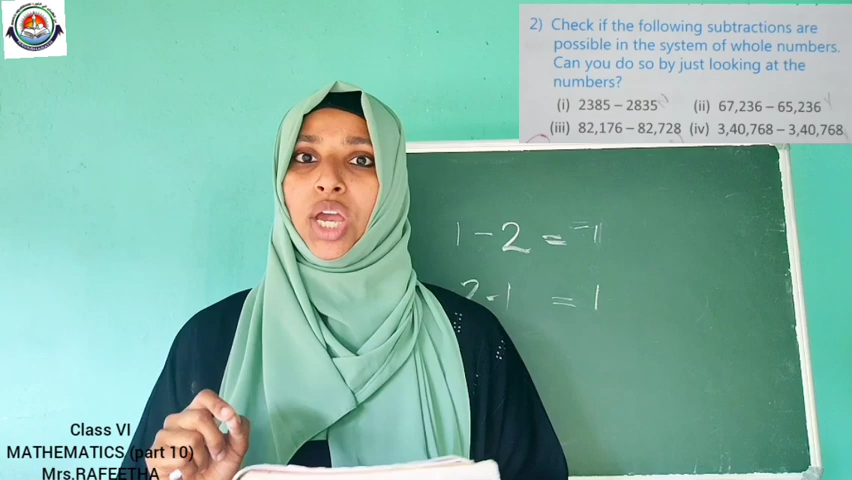 2) Check if the following subtractions are
possible in the system of whole numbers.
Can you do so by just looking at the
numbers?
(i) 2385 – 2835 (ii) 67,236 – 65,236
(iii) 82,176 – 82,728 (iv) 3,40,768 – 3,40,768
1 - 2 = -1
2 - 1 = 1
Class VI
MATHEMATICS (part 10)
Mrs.RAFEETHA